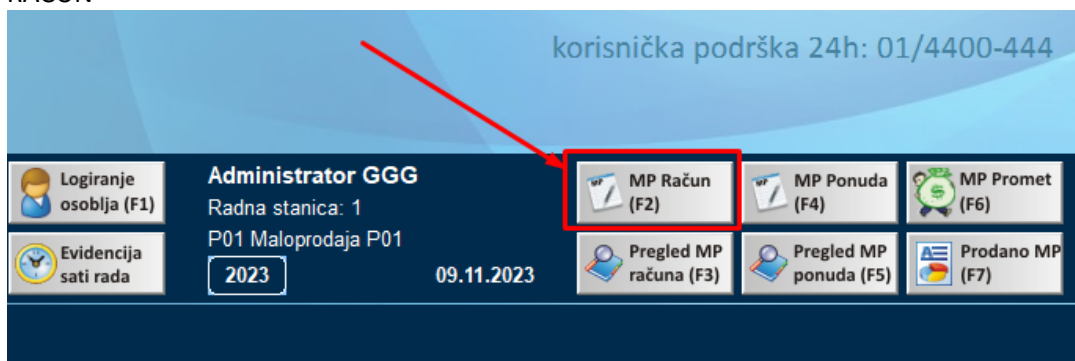 korisnička podrška 24h: 01/4400-444
Logiranje
osoblja (F1)
Administrator GGG
Radna stanica: 1
P01 Maloprodaja P01
2023
09.11.2023
Evidencija
sati rada
MP Račun
(F2)
MP Ponuda
(F4)
MP Promet
(F6)
Pregled MP
računa (F3)
Pregled MP
ponuda (F5)
Prodano MP
(F7)